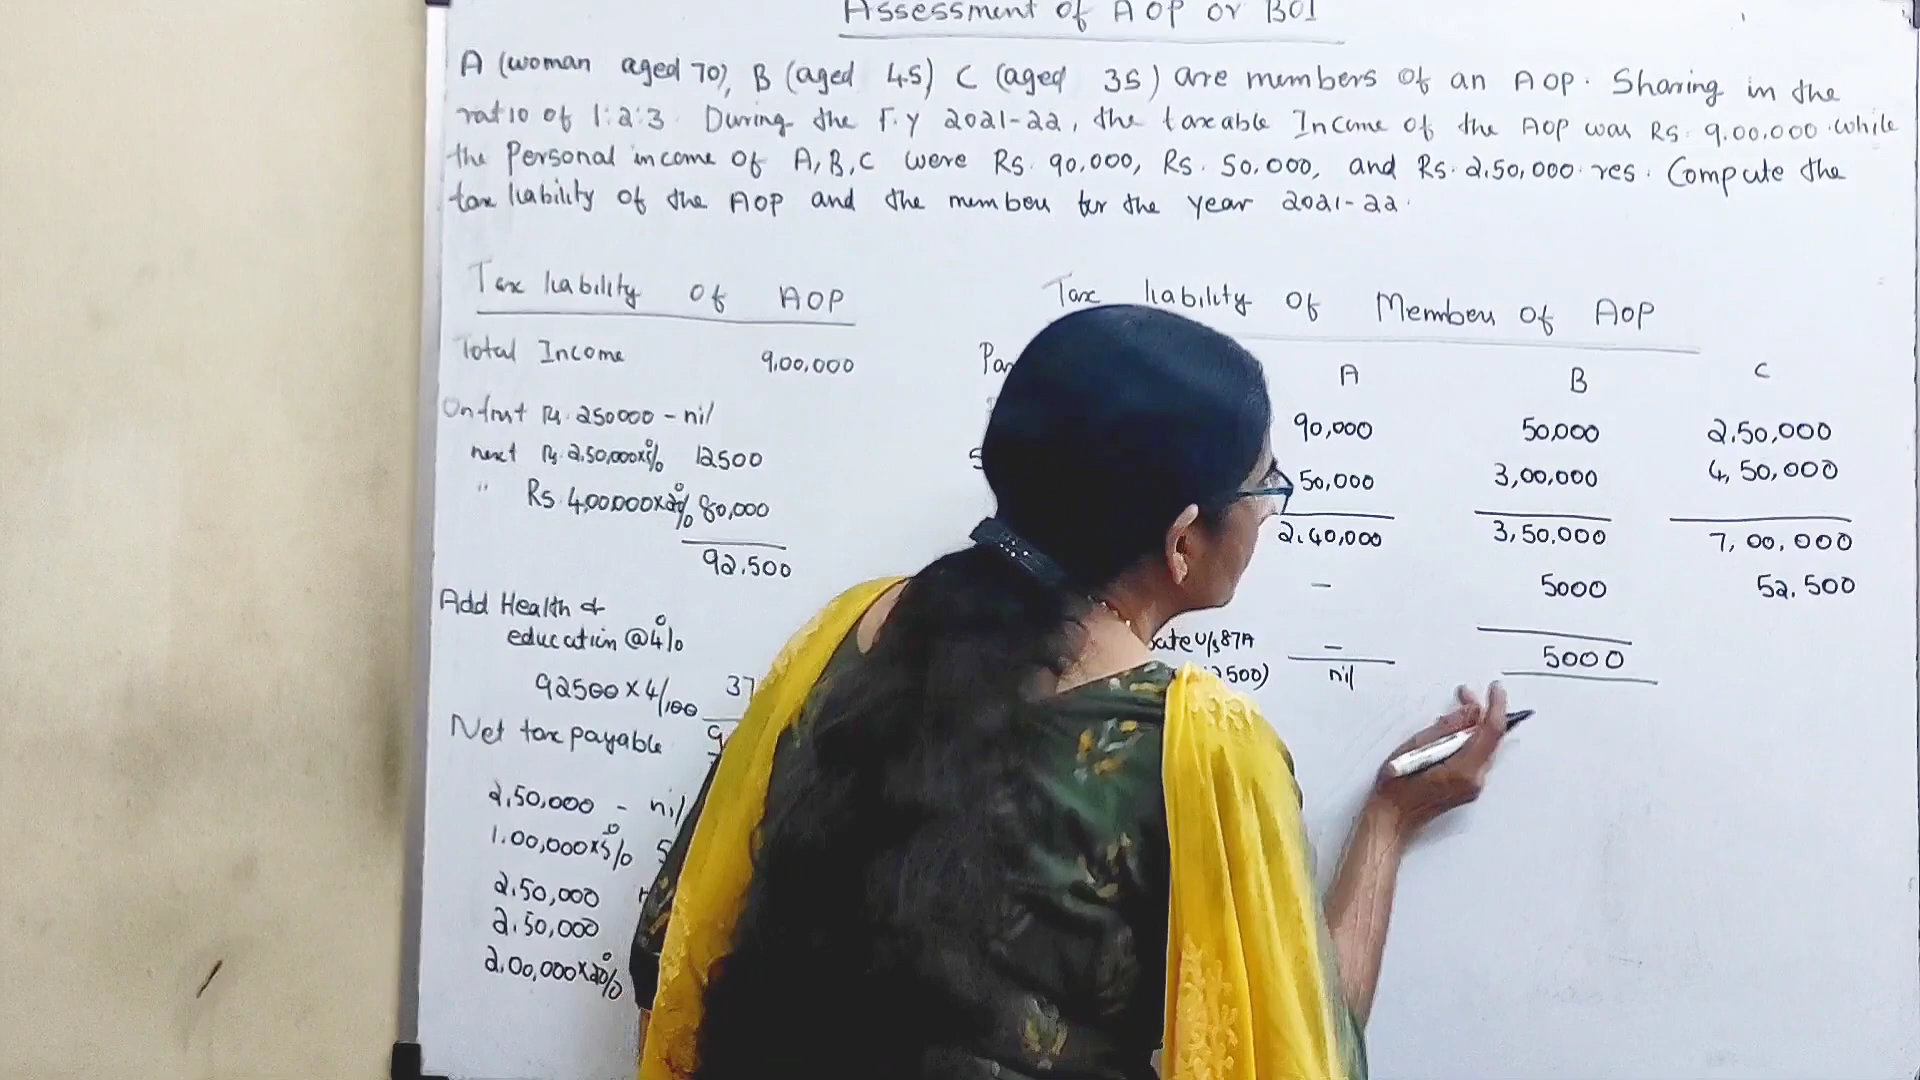 Assessment of AOP or BOI
A (woman aged 70), B (aged 45) C (aged 35) are members of an AOP. Sharing in the
ratio of 1:2:3. During the F.Y 2021-22, the taxable Income of the AOP was Rs. 9,00,000. While
the Personal income of A, B, C were Rs. 90,000, Rs. 50,000, and Rs. 2,50,000. res. Compute the
tax liability of the AOP and the members for the year 2021-22.
Tax liability of AOP
Total Income 9,00,000
On first Rs. 250000 - nil
next Rs. 2,50,000x5% 12500
" Rs. 4,00,000x20% 80,000
92,500
Add Health &
education @4%
92500 x 4/100 37
Net tax payable 9
2,50,000 - nil
1,00,000x5% 5
2,50,000
2,50,000
2,00,000x20%
Tax liability of Members of AOP
A B C
90,000 50,000 2,50,000
50,000 3,00,000 4,50,000
2,40,000 3,50,000 7,00,000
- 5000 52,500
bate U/s 87A -
2500) nil 5000